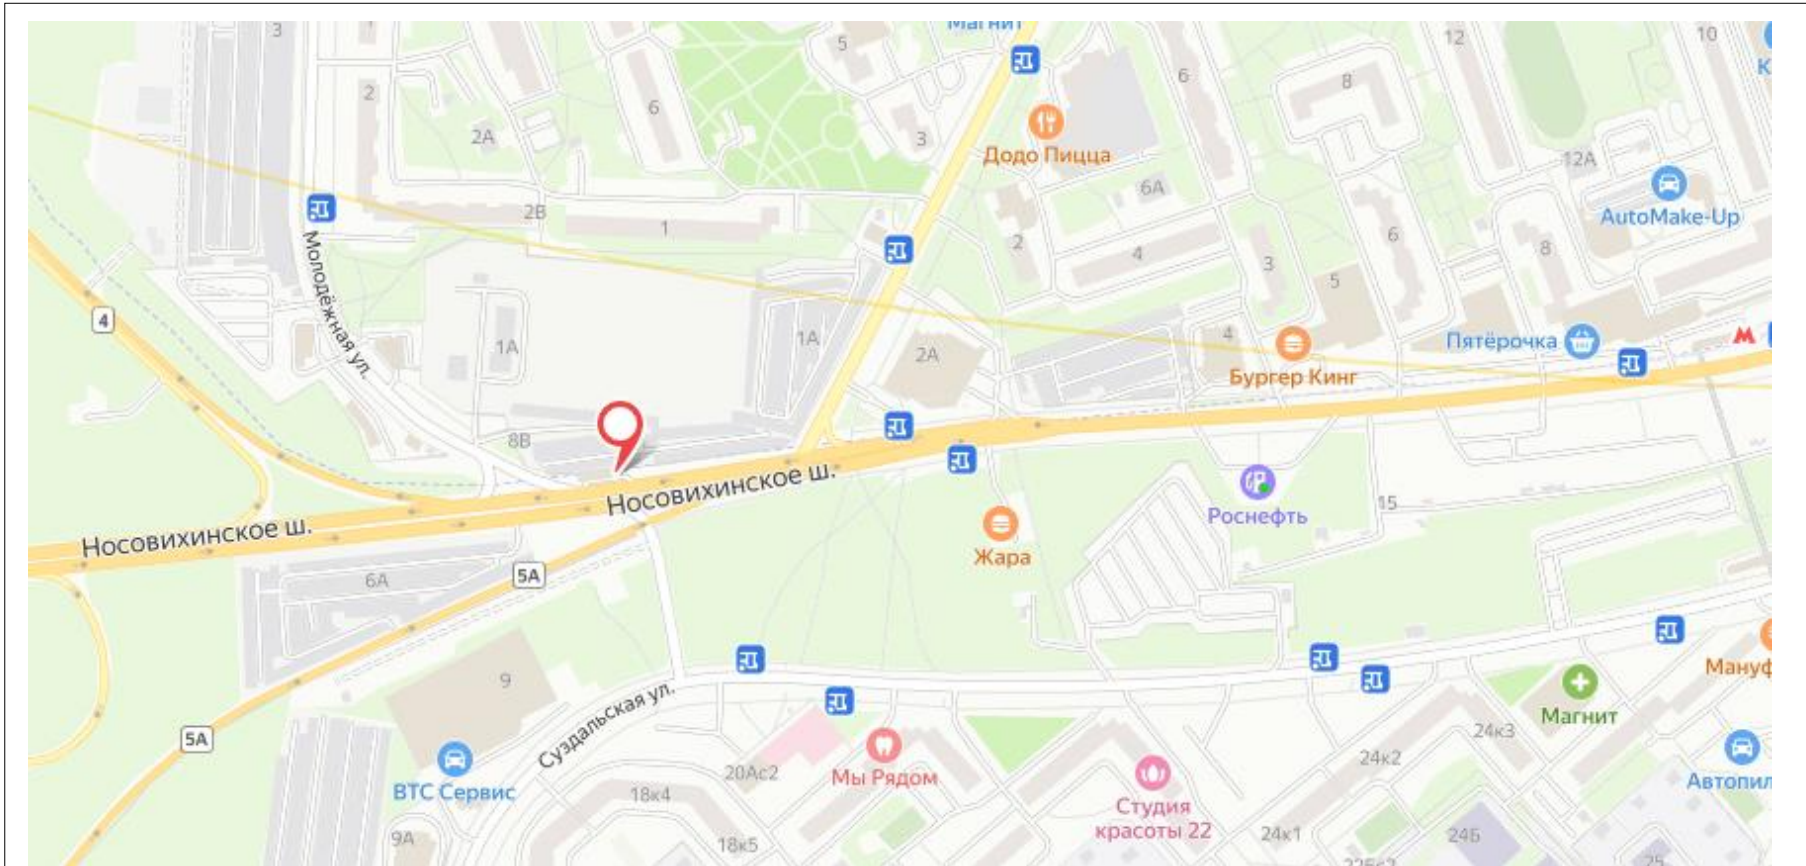 Магнит
3
1
5
12
10
6
8
2
6
2А
3
Додо Пицца
12А
6А
AutoMake-Up
2В
1
2
4
3
6
8
5
Молодёжная ул.
4
1А
1А
2А
4
Пятёрочка
М
Бургер Кинг
8В
Носовихинское ш.
Носовихинское ш.
15
Роснефть
Жара
6А
5А
9
Мануф
Суздальская ул.
Магнит
5А
24к3
24к2
20Ас2
Мы Рядом
ВТС Сервис
18к4
Студия
красоты 22
Автопил
9А
18к5
24к1
24Б
25